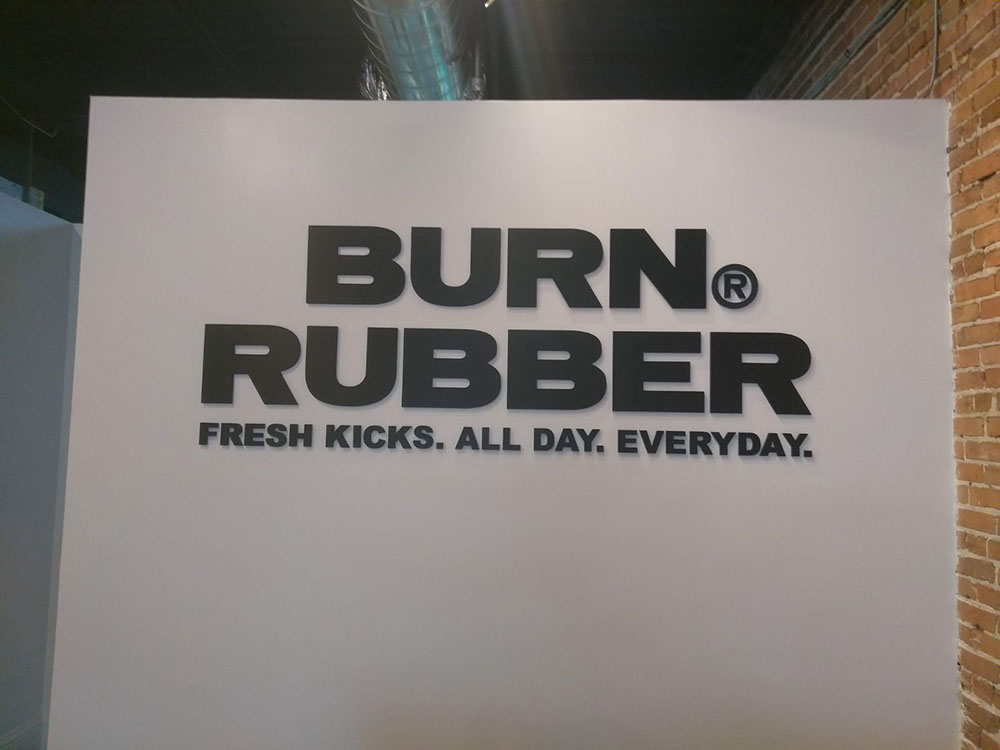 BURN®
RUBBER
FRESH KICKS. ALL DAY. EVERYDAY.